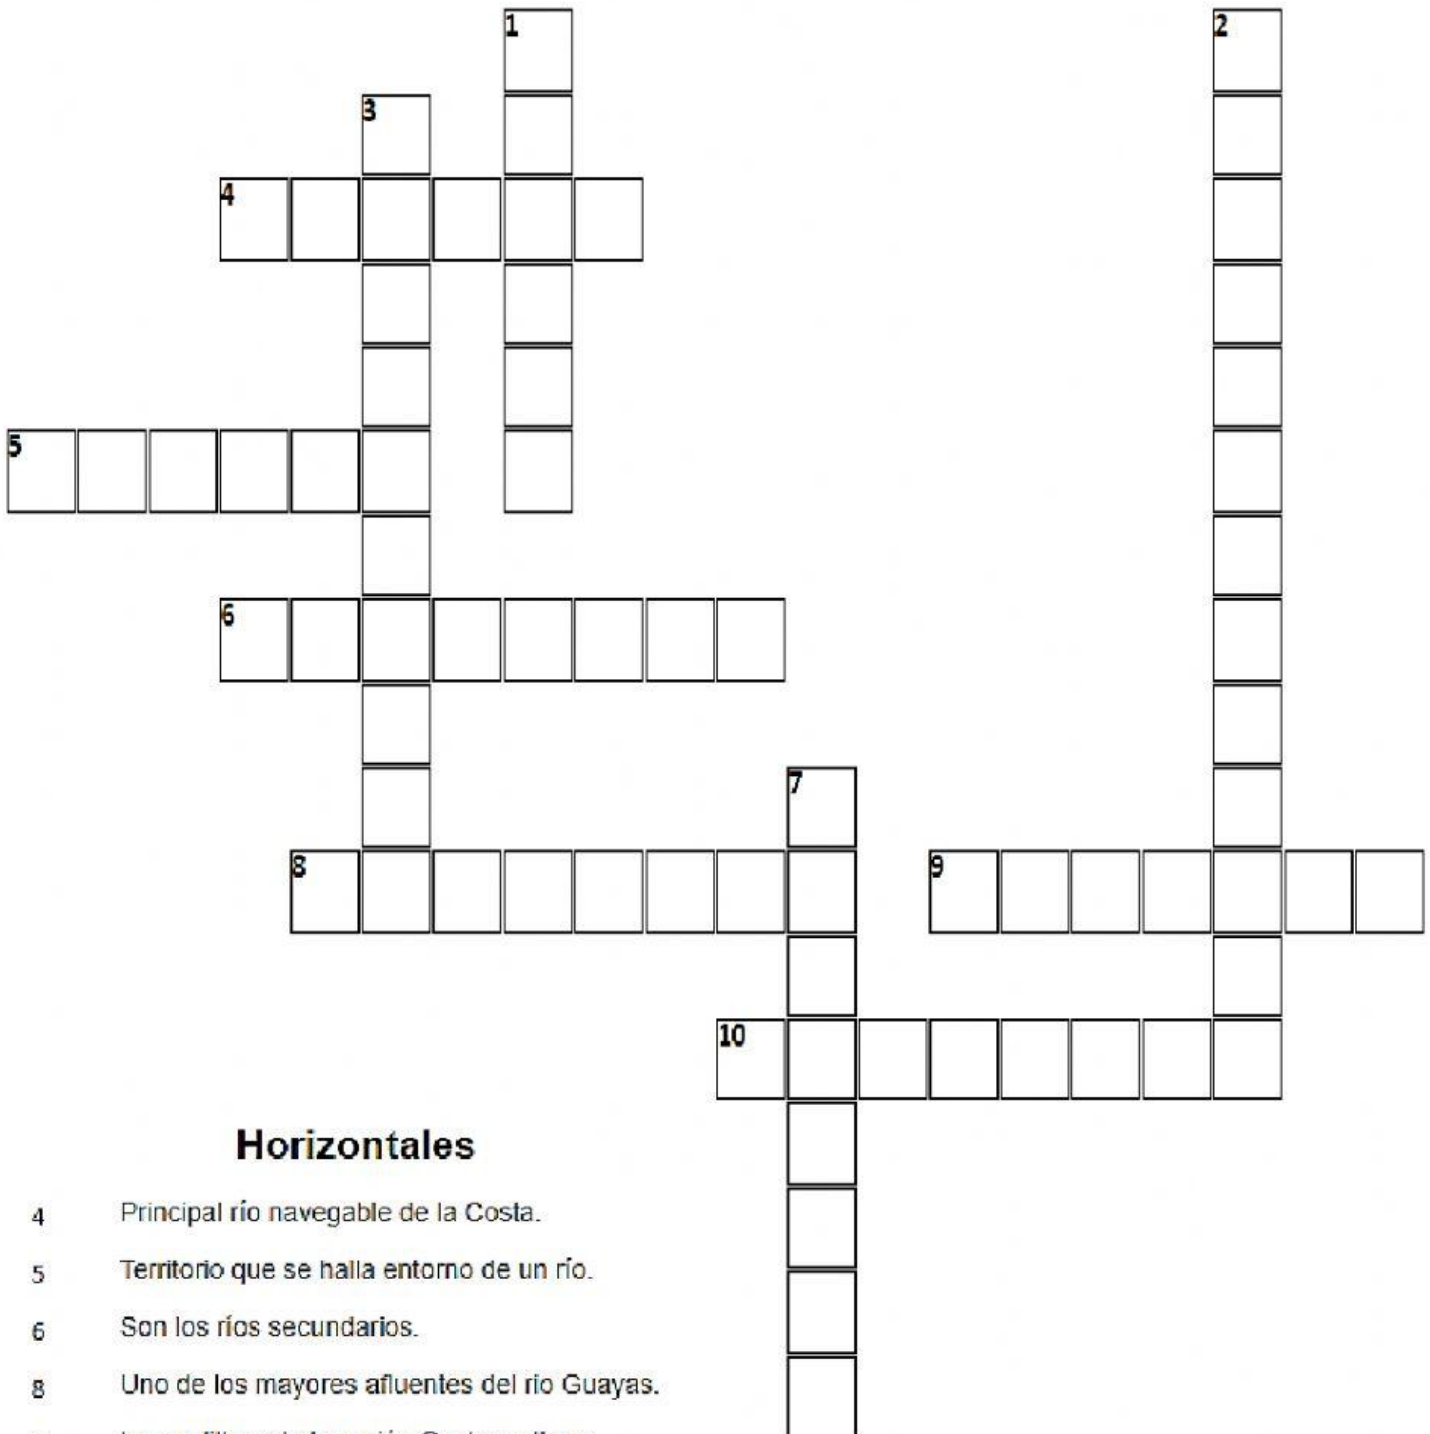 1
2
3
4
5
6
7
8
9
10
Horizontales
4 Principal río navegable de la Costa.
5 Territorio que se halla entorno de un río.
6 Son los ríos secundarios.
8 Uno de los mayores afluentes del rio Guayas.